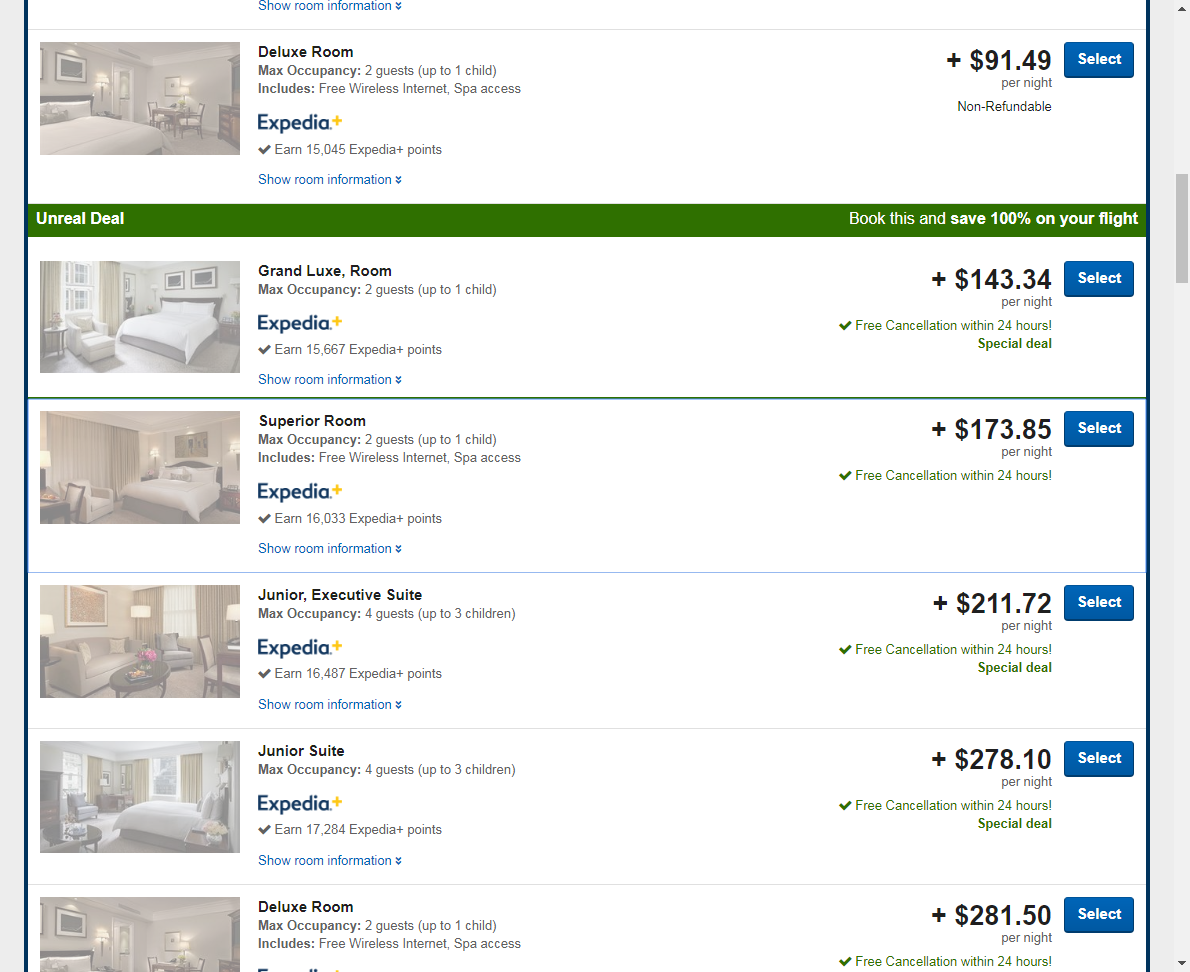 Show room information
Deluxe Room
Max Occupancy: 2 guests (up to 1 child)
Includes: Free Wireless Internet, Spa access
Expedia+
Earn 15,045 Expedia+ points
Show room information
+ $91.49
per night
Non-Refundable
Select
Unreal Deal
Book this and save 100% on your flight
Grand Luxe, Room
Max Occupancy: 2 guests (up to 1 child)
Expedia+
Earn 15,667 Expedia+ points
Show room information
+ $143.34
per night
Free Cancellation within 24 hours!
Special deal
Select
Superior Room
Max Occupancy: 2 guests (up to 1 child)
Includes: Free Wireless Internet, Spa access
Expedia+
Earn 16,033 Expedia+ points
Show room information
+ $173.85
per night
Free Cancellation within 24 hours!
Select
Junior, Executive Suite
Max Occupancy: 4 guests (up to 3 children)
Expedia+
Earn 16,487 Expedia+ points
Show room information
+ $211.72
per night
Free Cancellation within 24 hours!
Special deal
Select
Junior Suite
Max Occupancy: 4 guests (up to 3 children)
Expedia+
Earn 17,284 Expedia+ points
Show room information
+ $278.10
per night
Free Cancellation within 24 hours!
Special deal
Select
Deluxe Room
Max Occupancy: 2 guests (up to 1 child)
Includes: Free Wireless Internet, Spa access
+ $281.50
per night
Free Cancellation within 24 hours!
Select